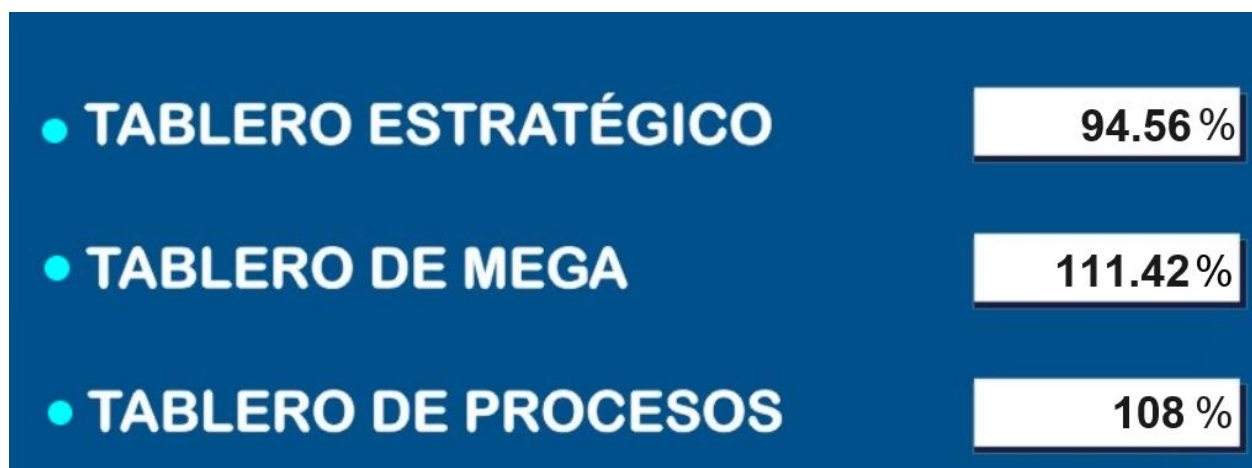 TABLERO ESTRATÉGICO 94.56 %
TABLERO DE MEGA 111.42 %
TABLERO DE PROCESOS 108 %